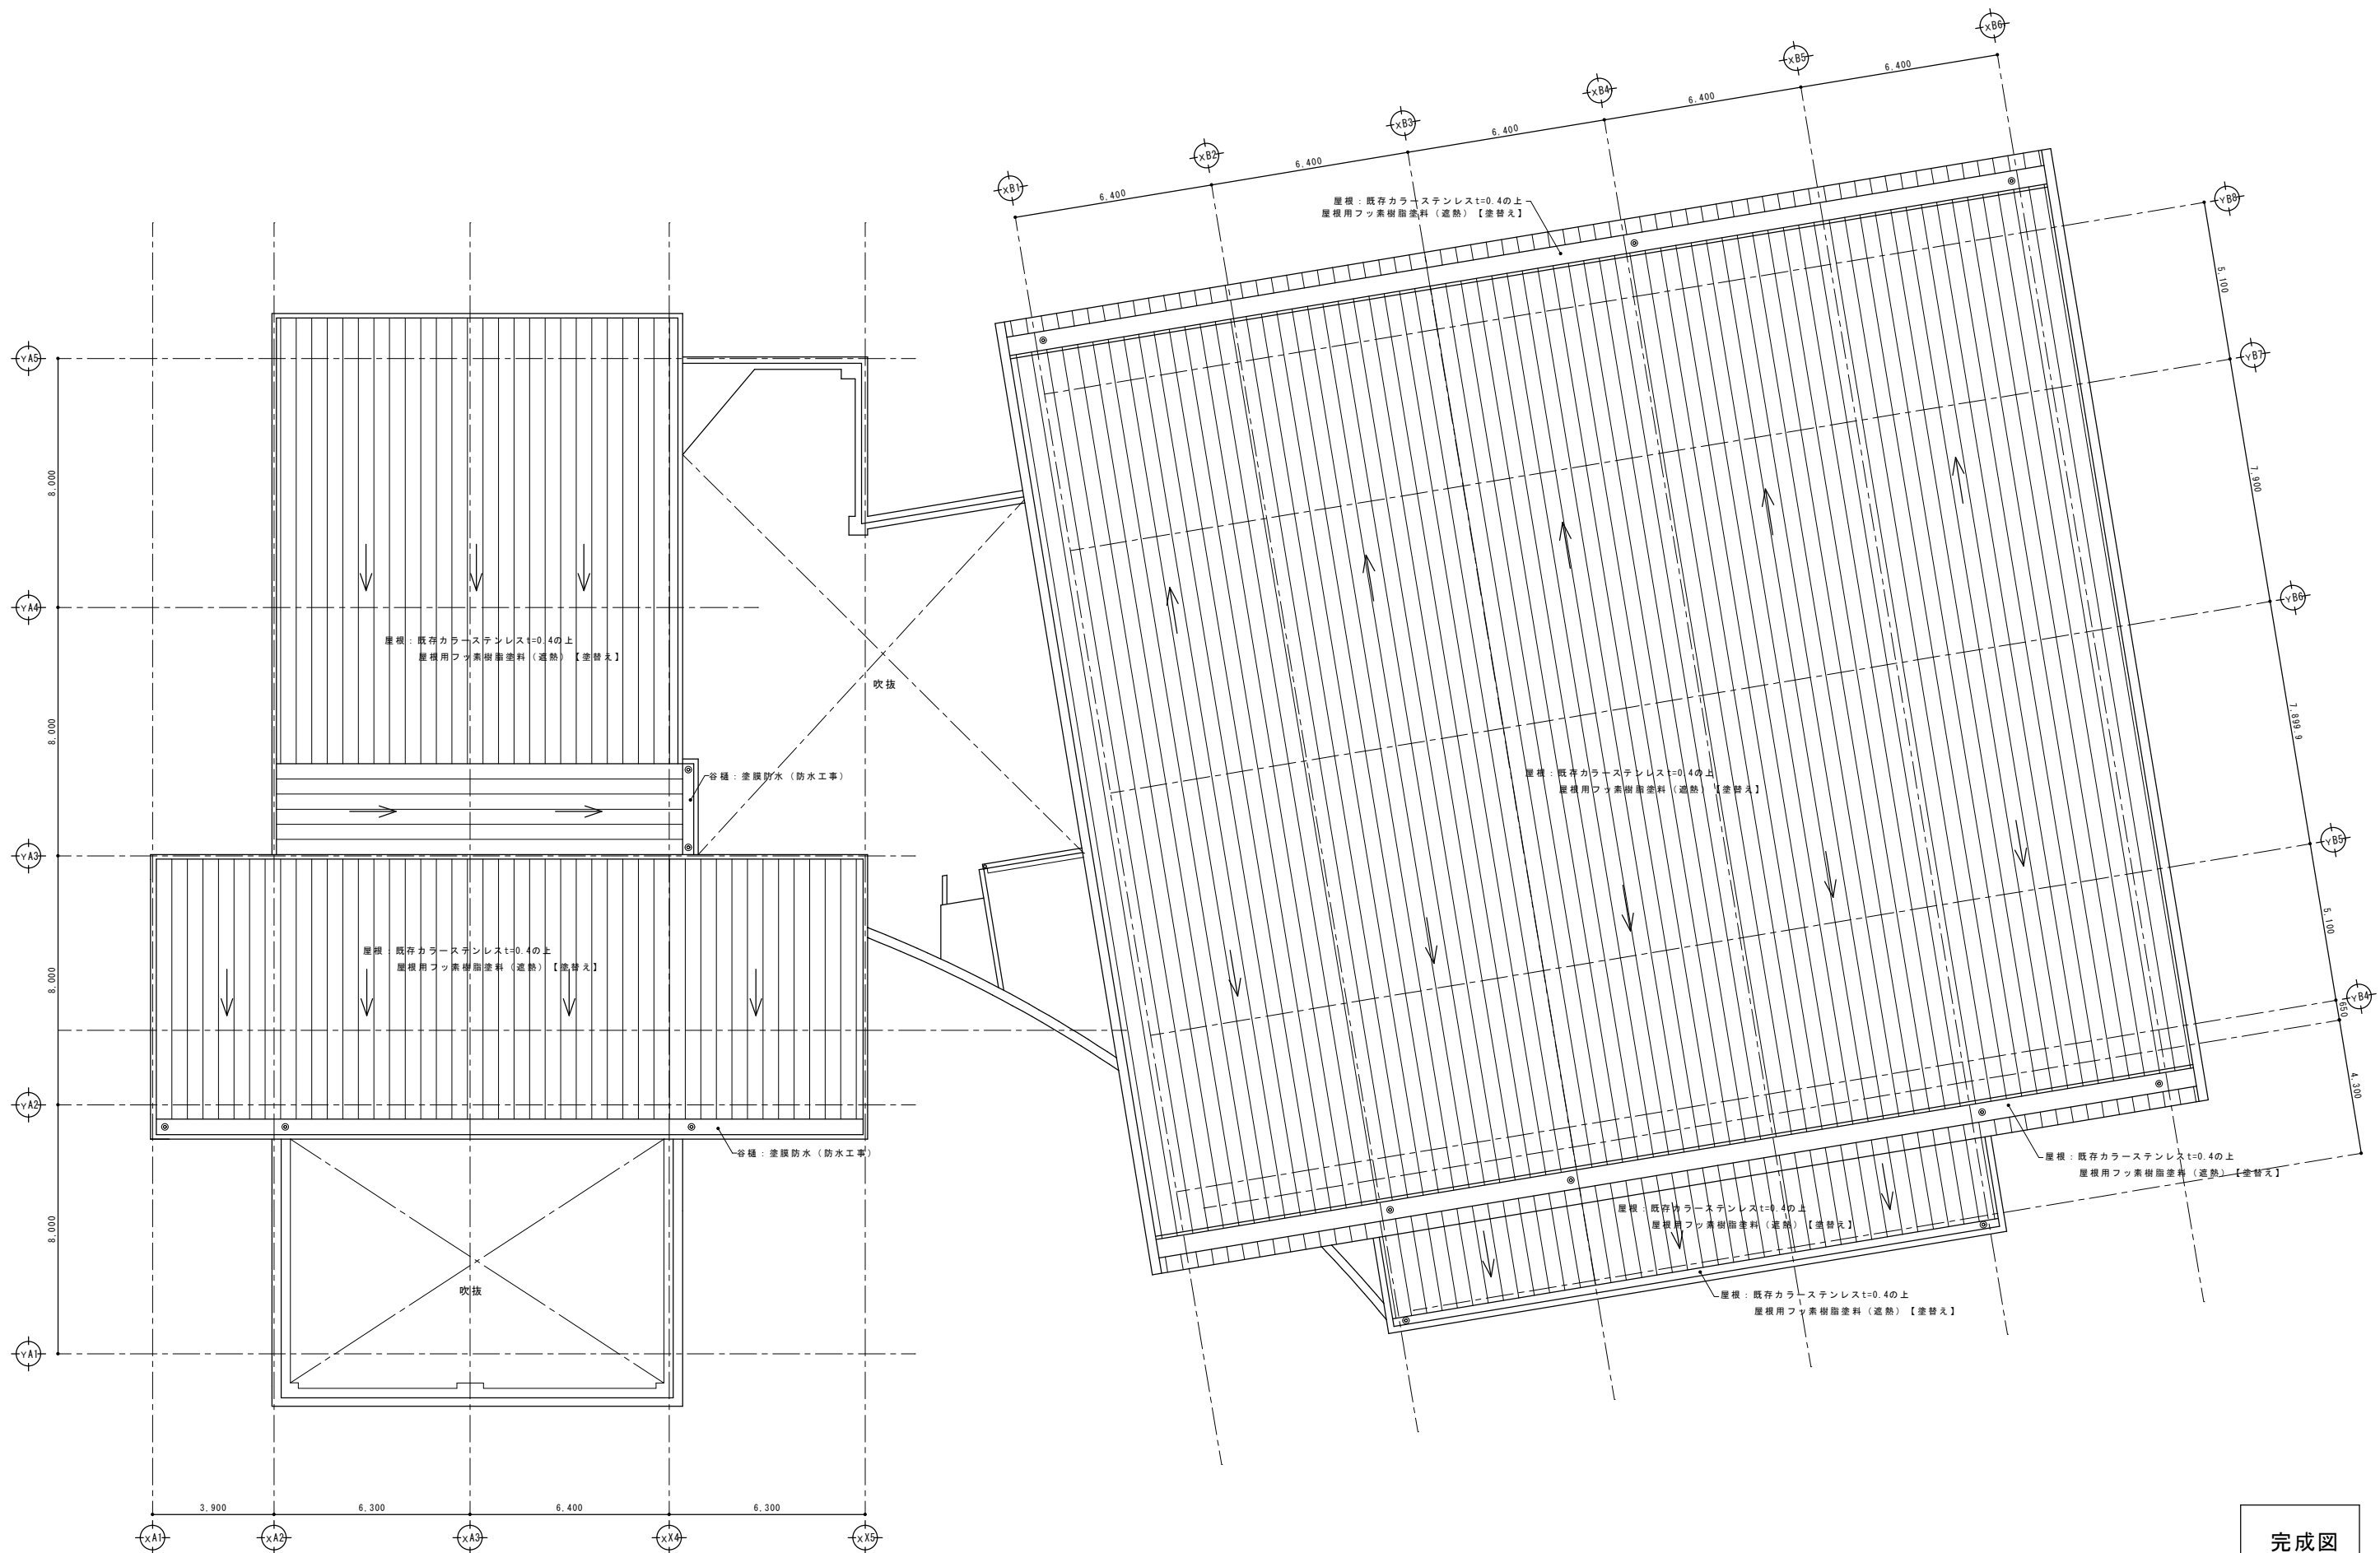 xB6
xB5
xB4
xB3
xB2
xB1
6,400
6,400
6,400
6,400
6,400
屋根：既存カラーステンレスt=0.4の上
屋根用フッ素樹脂塗料（遮熱）【塗替え】
YB8
YB7
YB6
YB5
YB4
5,100
7,900
7,899.9
5,100
650
4,300
YA5
YA4
YA3
YA2
YA1
8,000
8,000
8,000
8,000
屋根：既存カラーステンレスt=0.4の上
屋根用フッ素樹脂塗料（遮熱）【塗替え】
吹抜
谷樋：塗膜防水（防水工事）
屋根：既存カラーステンレスt=0.4の上
屋根用フッ素樹脂塗料（遮熱）【塗替え】
屋根：既存カラーステンレスt=0.4の上
屋根用フッ素樹脂塗料（遮熱）【塗替え】
谷樋：塗膜防水（防水工事）
屋根：既存カラーステンレスt=0.4の上
屋根用フッ素樹脂塗料（遮熱）【塗替え】
屋根：既存カラーステンレスt=0.4の上
屋根用フッ素樹脂塗料（遮熱）【塗替え】
吹抜
屋根：既存カラーステンレスt=0.4の上
屋根用フッ素樹脂塗料（遮熱）【塗替え】
3,900
6,300
6,400
6,300
xA1
xA2
xA3
xX4
xX5
完成図